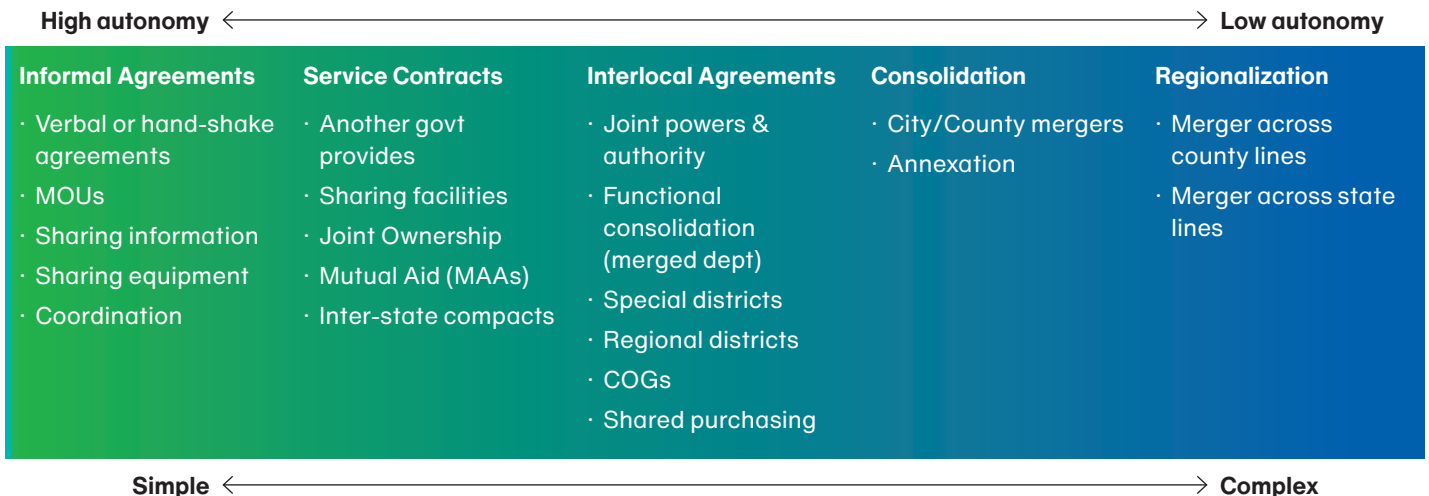 High autonomy
Low autonomy
Informal Agreements
· Verbal or hand-shake
agreements
· MOUs
· Sharing information
· Sharing equipment
· Coordination
Service Contracts
· Another govt
provides
· Sharing facilities
· Joint Ownership
· Mutual Aid (MAAs)
· Inter-state compacts
Interlocal Agreements
· Joint powers &
authority
· Functional
consolidation
(merged dept)
· Special districts
· Regional districts
· COGs
· Shared purchasing
Consolidation
· City/County mergers
· Annexation
Regionalization
· Merger across
county lines
· Merger across state
lines
Simple
Complex